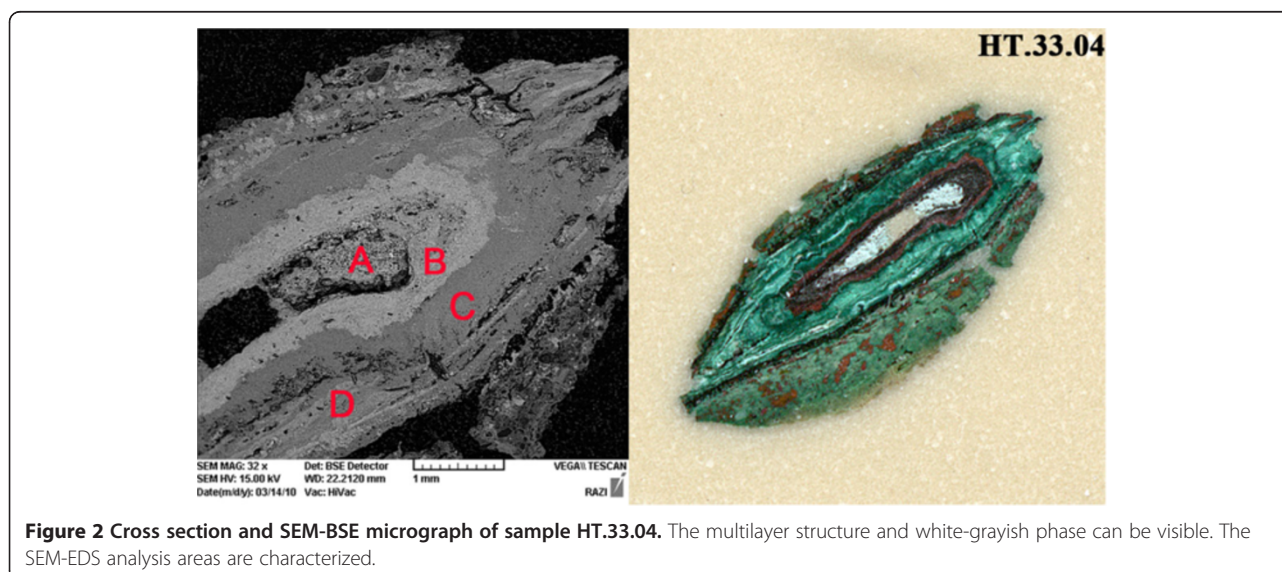 HT.33.04
A
B
C
D
SEM MAG: 32 x Det: BSE Detector VEGA\\ TESCAN
SEM HV: 15.00 kV WD: 22.2120 mm 1 mm
Date(m/d/y): 03/14/10 Vac: HiVac RAZI
Figure 2 Cross section and SEM-BSE micrograph of sample HT.33.04. The multilayer structure and white-grayish phase can be visible. The
SEM-EDS analysis areas are characterized.